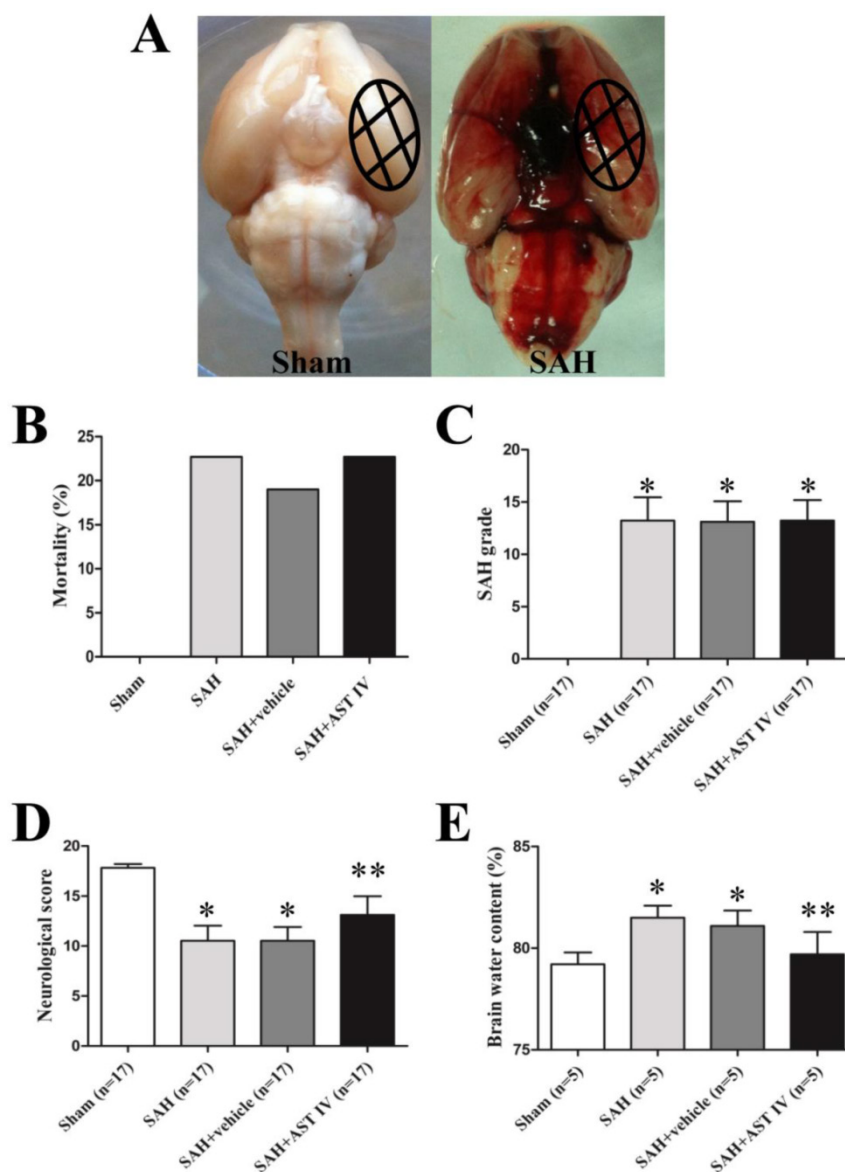 A
Sham
SAH
B
Mortality (%)
25
20
15
10
5
0
Sham
SAH
SAH+vehicle
SAH+AST IV
C
SAH grade
20
15
10
5
0
*
*
*
Sham (n=17)
SAH (n=17)
SAH+vehicle (n=17)
SAH+AST IV (n=17)
D
Neurological score
20
15
10
5
0
*
*
**
Sham (n=17)
SAH (n=17)
SAH+vehicle (n=17)
SAH+AST IV (n=17)
E
Brain water content (%)
85
80
75
*
*
**
Sham (n=5)
SAH (n=5)
SAH+vehicle (n=5)
SAH+AST IV (n=5)